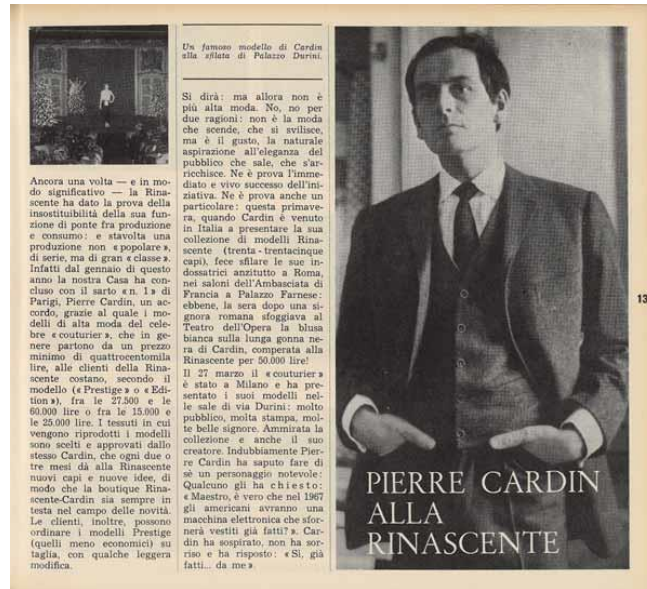 Un famoso modello di Cardin
alla sfilata di Palazzo Durini.
Ancora una volta — e in mo-
do significativo — la Rina-
scente ha dato la prova della
insostituibilità della sua fun-
zione di ponte fra produzione
e consumo: e stavolta una
produzione non « popolare »,
di serie, ma di gran « classe ».
Infatti dal gennaio di questo
anno la nostra Casa ha con-
cluso con il sarto « n. 1 » di
Parigi, Pierre Cardin, un ac-
cordo, grazie al quale i mo-
delli di alta moda del cele-
bre « couturier », che in ge-
nere partono da un prezzo
minimo di quattrocentomila
lire, alle clienti della Rina-
scente costano, secondo il
modello (« Prestige » o « Edi-
tion »), fra le 27.500 e le
60.000 lire o fra le 15.000 e
le 25.000 lire. I tessuti in cui
vengono riprodotti i modelli
sono scelti e approvati dallo
stesso Cardin, che ogni due o
tre mesi dà alla Rinascente
nuovi capi e nuove idee, di
modo che la boutique Rina-
scente-Cardin sia sempre in
testa nel campo delle novità.
Le clienti, inoltre, possono
ordinare i modelli Prestige
(quelli meno economici) su
taglia, con qualche leggera
modifica.
Si dirà: ma allora non è
più alta moda. No, no per
due ragioni: non è la moda
che scende, che si svilisce,
ma è il gusto, la naturale
aspirazione all'eleganza del
pubblico che sale, che s'ar-
ricchisce. Ne è prova l'imme-
diato e vivo successo dell'ini-
ziativa. Ne è prova anche un
particolare: questa primave-
ra, quando Cardin è venuto
in Italia a presentare la sua
collezione di modelli Rina-
scente (trenta - trentacinque
capi), fece sfilare le sue in-
dossatrici anzitutto a Roma,
nei saloni dell'Ambasciata di
Francia a Palazzo Farnese:
ebbene, la sera dopo una si-
gnora romana sfoggiava al
Teatro dell'Opera la blusa
bianca sulla lunga gonna ne-
ra di Cardin, comperata alla
Rinascente per 50.000 lire!
Il 27 marzo il « couturier »
è stato a Milano e ha pre-
sentato i suoi modelli nel-
le sale di via Durini: molto
pubblico, molta stampa, mol-
te belle signore. Ammirata la
collezione e anche il suo
creatore. Indubbiamente Pier-
re Cardin ha saputo fare di
sè un personaggio notevole:
Qualcuno gli ha chiesto:
« Maestro, è vero che nel 1967
gli americani avranno una
macchina elettronica che sfor-
nerà vestiti già fatti? ». Car-
din ha sospirato, non ha sor-
riso e ha risposto: « Sì, già
fatti... da me ».
PIERRE CARDIN
ALLA
RINASCENTE
13